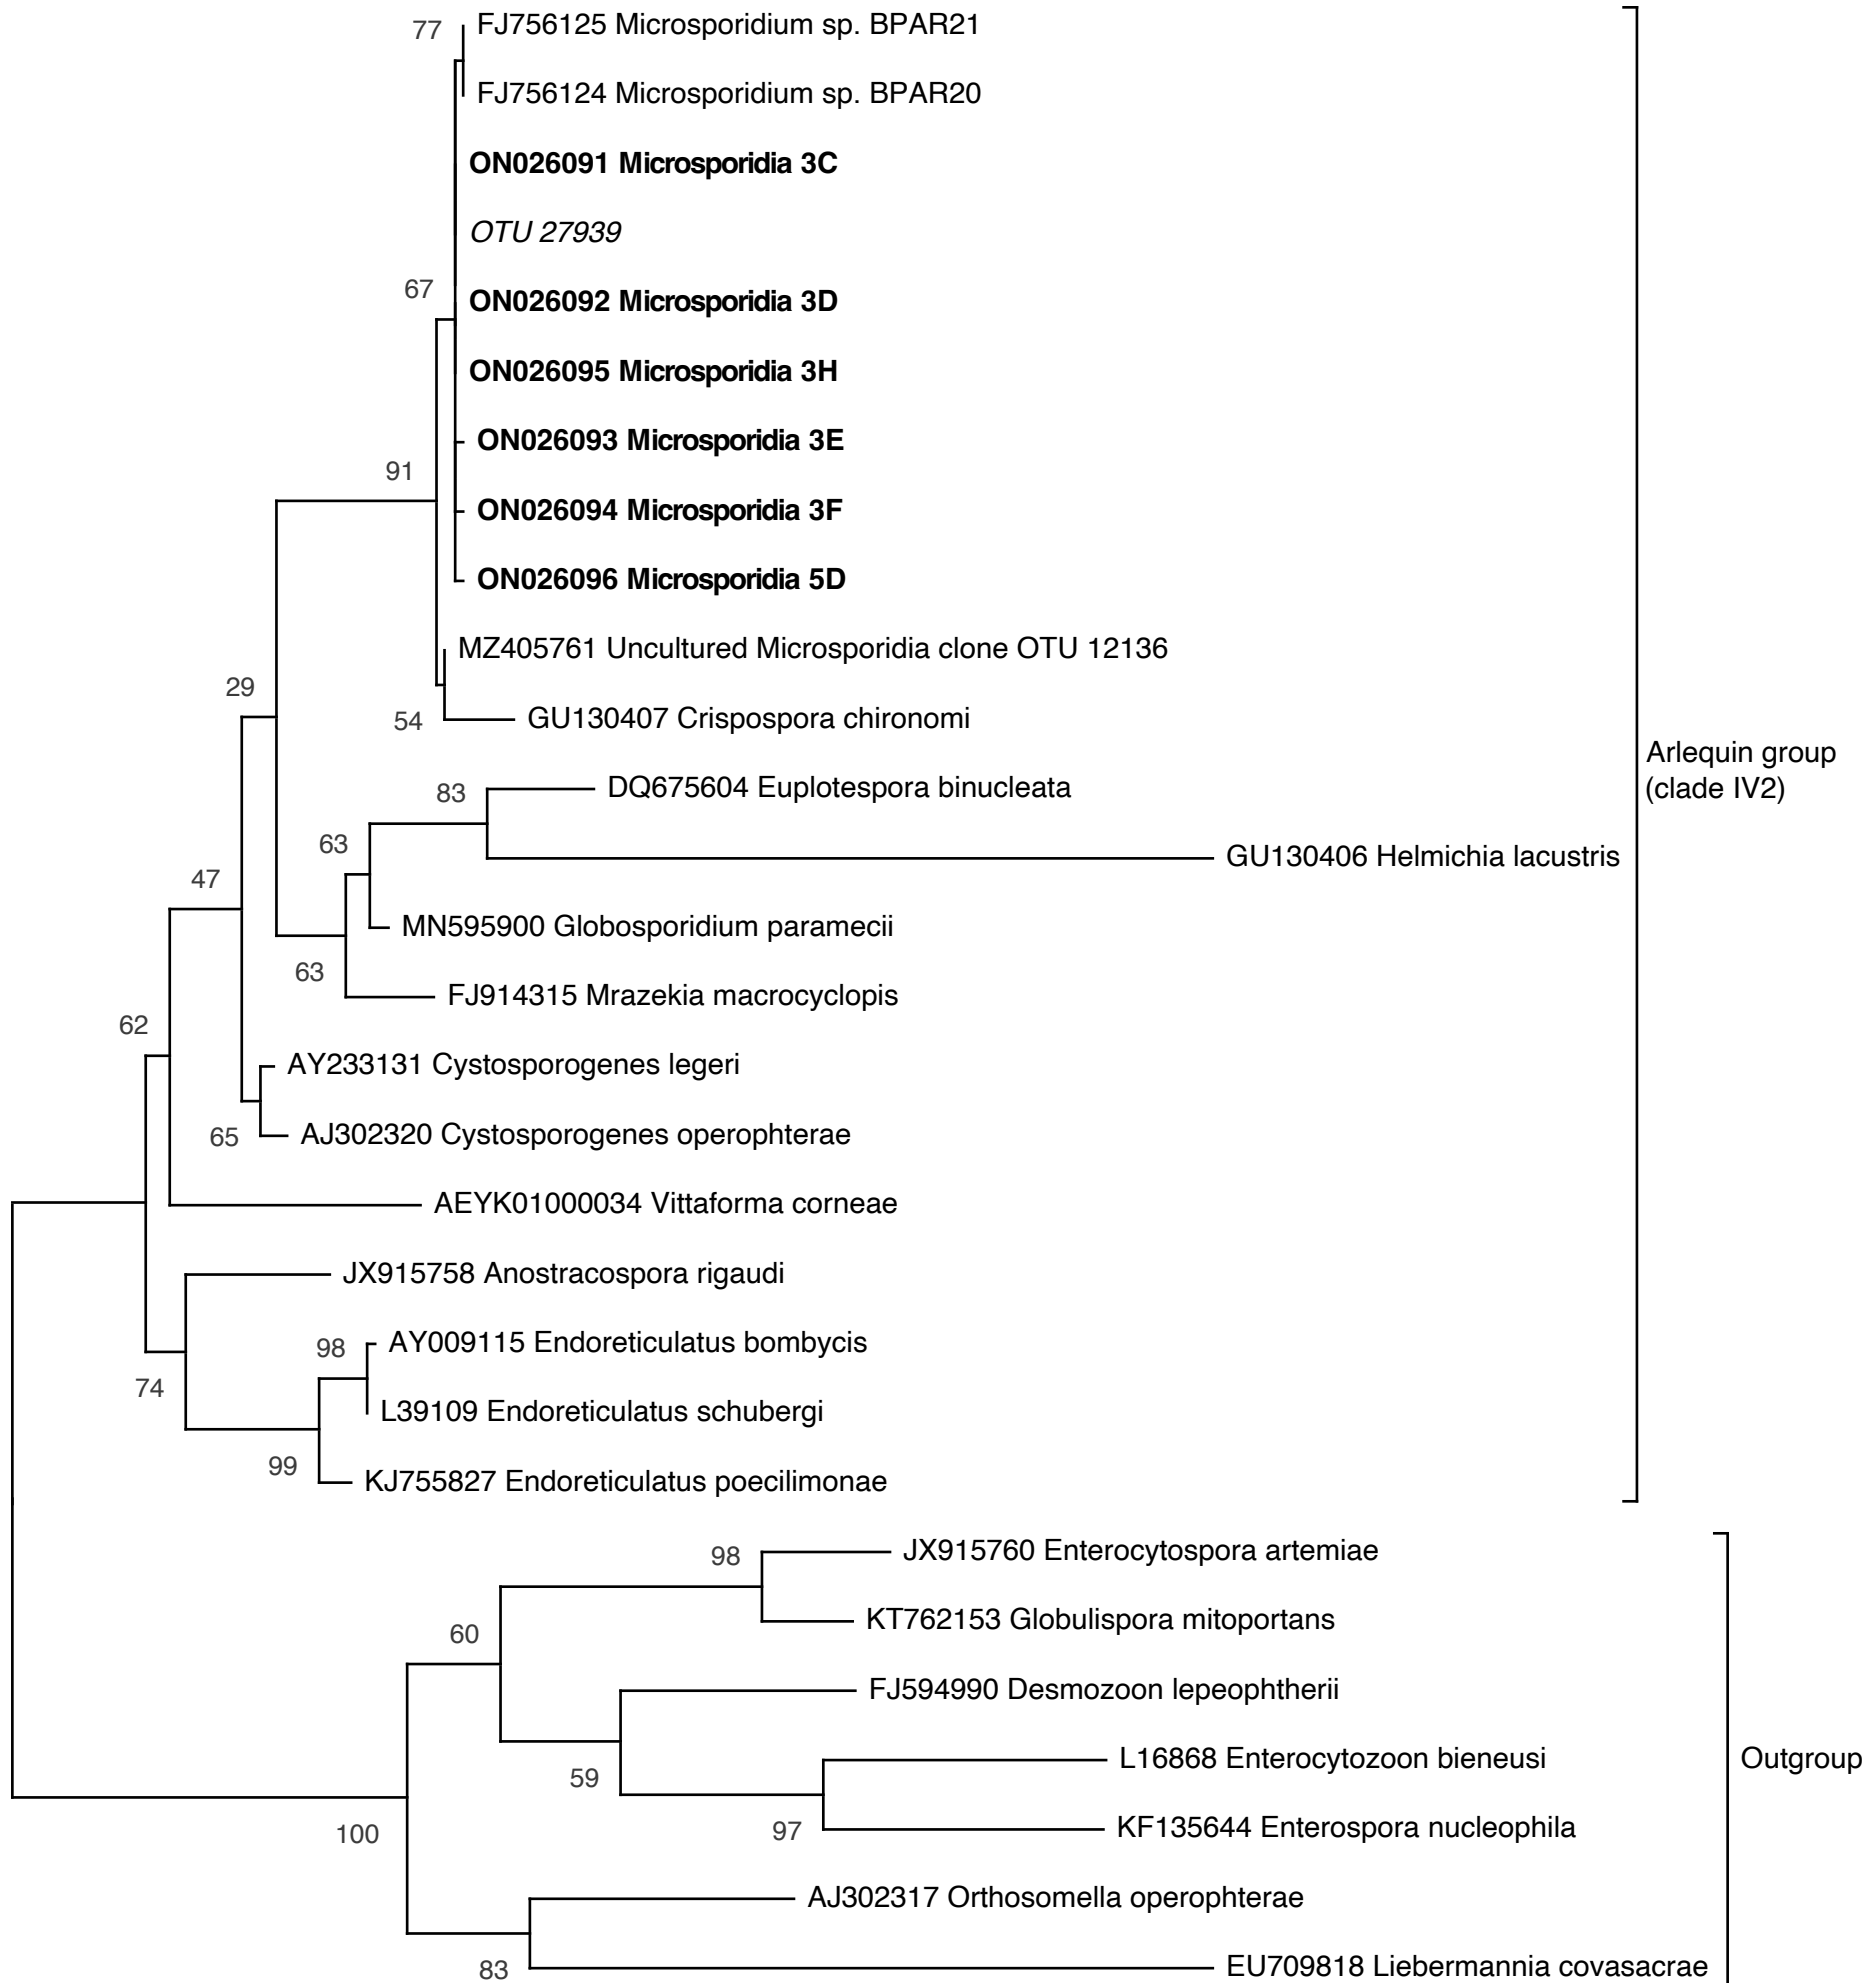 77
FJ756125 Microsporidium sp. BPAR21
FJ756124 Microsporidium sp. BPAR20
ON026091 Microsporidia 3C
OTU 27939
67
ON026092 Microsporidia 3D
ON026095 Microsporidia 3H
ON026093 Microsporidia 3E
91
ON026094 Microsporidia 3F
ON026096 Microsporidia 5D
MZ405761 Uncultured Microsporidia clone OTU 12136
29
54
GU130407 Crispospora chironomi
Arlequin group
(clade IV2)
83
DQ675604 Euplotespora binucleata
63
GU130406 Helmichia lacustris
47
MN595900 Globosporidium paramecii
63
FJ914315 Mrazekia macrocyclopis
62
AY233131 Cystosporogenes legeri
65
AJ302320 Cystosporogenes operophterae
AEYK01000034 Vittaforma corneae
JX915758 Anostracospora rigaudi
98
AY009115 Endoreticulatus bombycis
74
L39109 Endoreticulatus schubergi
99
KJ755827 Endoreticulatus poecilimonae
98
JX915760 Enterocytospora artemiae
KT762153 Globulispora mitoportans
60
FJ594990 Desmozoon lepeophtherii
59
L16868 Enterocytozoon bieneusi
Outgroup
97
KF135644 Enterospora nucleophila
100
AJ302317 Orthosomella operophterae
83
EU709818 Liebermannia covasacrae